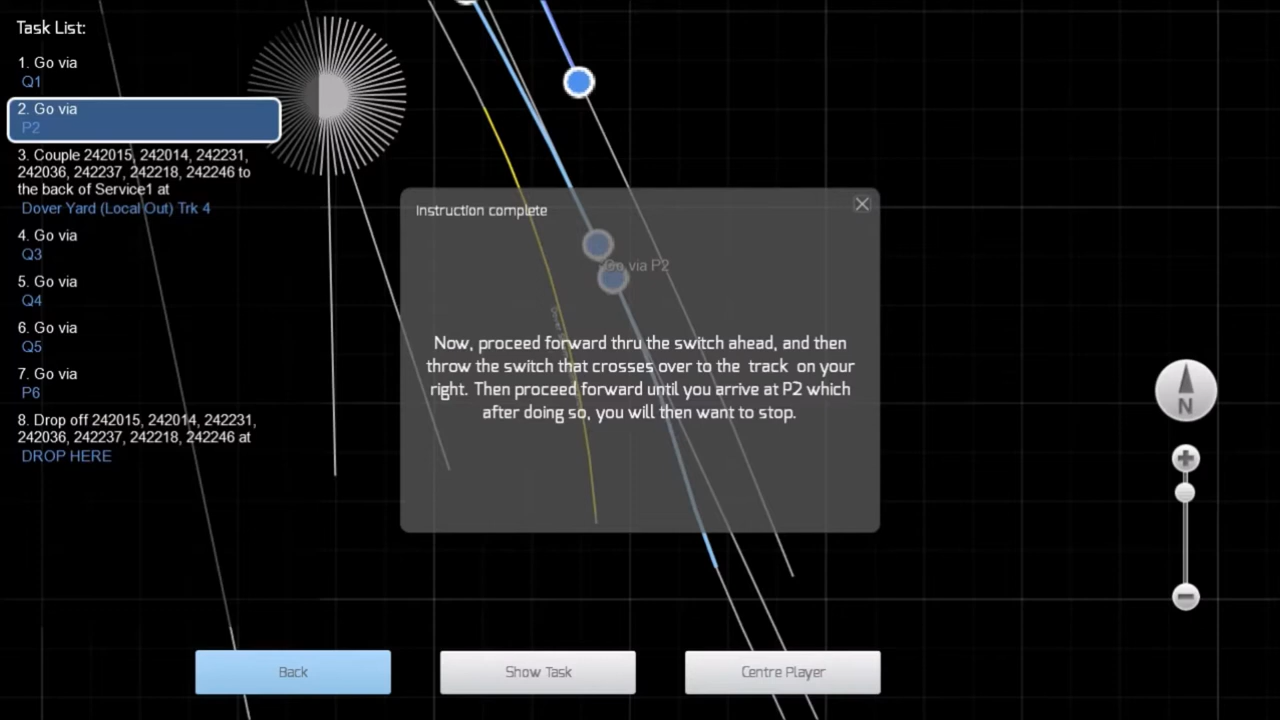 Task List:
1. Go via
Q1
2. Go via
P2
3. Couple 242015, 242014, 242231,
242036, 242237, 242218, 242246 to
the back of Service1 at
Dover Yard (Local Out) Trk 4
4. Go via
Q3
5. Go via
Q4
6. Go via
Q5
7. Go via
P6
8. Drop off 242015, 242014, 242231,
242036, 242237, 242218, 242246 at
DROP HERE
Instruction complete
Go via P2
Now, proceed forward thru the switch ahead, and then
throw the switch that crosses over to the track on your
right. Then proceed forward until you arrive at P2 which
after doing so, you will then want to stop.
N
Back
Show Task
Centre Player